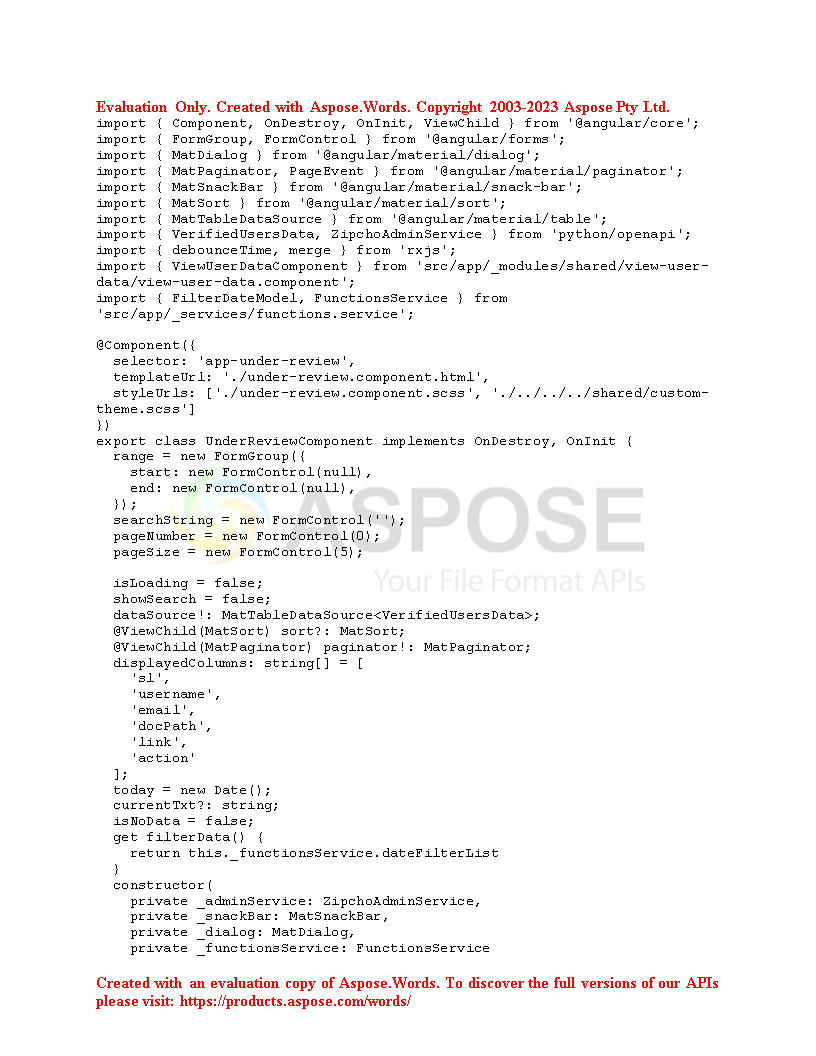 Evaluation Only. Created with Aspose.Words. Copyright 2003-2023 Aspose Pty Ltd.
import { Component, OnDestroy, OnInit, ViewChild } from '@angular/core';
import { FormGroup, FormControl } from '@angular/forms';
import { MatDialog } from '@angular/material/dialog';
import { MatPaginator, PageEvent } from '@angular/material/paginator';
import { MatSnackBar } from '@angular/material/snack-bar';
import { MatSort } from '@angular/material/sort';
import { MatTableDataSource } from '@angular/material/table';
import { VerifiedUsersData, ZipchoAdminService } from 'python/openapi';
import { debounceTime, merge } from 'rxjs';
import { ViewUserDataComponent } from 'src/app/_modules/shared/view-user-
data/view-user-data.component';
import { FilterDateModel, FunctionsService } from
'src/app/_services/functions.service';

@Component({
  selector: 'app-under-review',
  templateUrl: './under-review.component.html',
  styleUrls: ['./under-review.component.scss', './../../../shared/custom-
theme.scss']
})
export class UnderReviewComponent implements OnDestroy, OnInit {
  range = new FormGroup({
    start: new FormControl(null),
    end: new FormControl(null),
  });
  searchString = new FormControl('');
  pageNumber = new FormControl(0);
  pageSize = new FormControl(5);
ASPOSE
Your File Format APIs

  isLoading = false;
  showSearch = false;
  dataSource!: MatTableDataSource<VerifiedUsersData>;
  @ViewChild(MatSort) sort?: MatSort;
  @ViewChild(MatPaginator) paginator!: MatPaginator;
  displayedColumns: string[] = [
    'sl',
    'username',
    'email',
    'docPath',
    'link',
    'action'
  ];
  today = new Date();
  currentTxt?: string;
  isNoData = false;
  get filterData() {
    return this._functionsService.dateFilterList
  }
  constructor(
    private _adminService: ZipchoAdminService,
    private _snackBar: MatSnackBar,
    private _dialog: MatDialog,
    private _functionsService: FunctionsService

Created with an evaluation copy of Aspose.Words. To discover the full versions of our APIs
please visit: https://products.aspose.com/words/